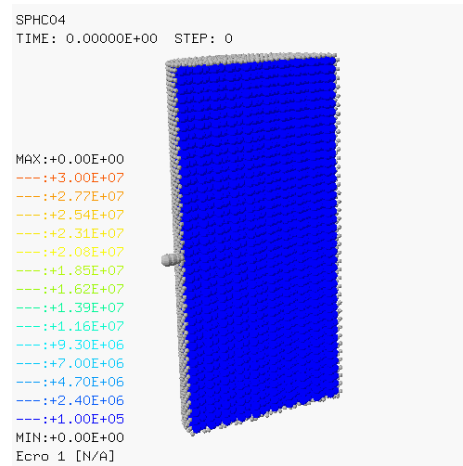 SPHC04
TIME: 0.00000E+00 STEP: 0
MAX:+0.00E+00
---:+3.00E+07
---:+2.77E+07
---:+2.54E+07
---:+2.31E+07
---:+2.08E+07
---:+1.85E+07
---:+1.62E+07
---:+1.39E+07
---:+1.16E+07
---:+9.30E+06
---:+7.00E+06
---:+4.70E+06
---:+2.40E+06
---:+1.00E+05
MIN:+0.00E+00
Ecro 1 [N/A]